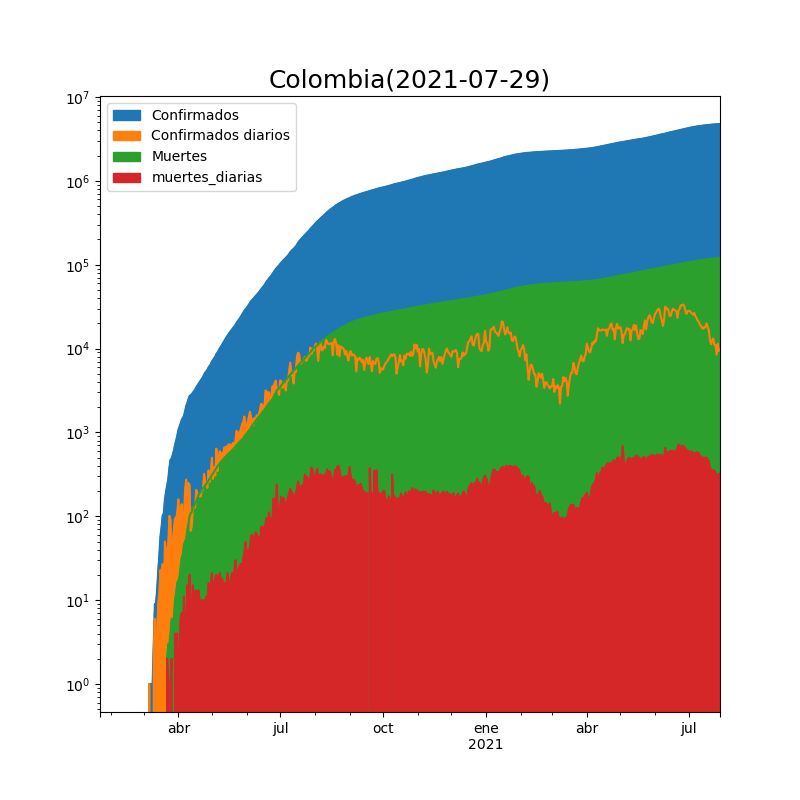 Colombia(2021-07-29)
Confirmados
Confirmados diarios
Muertes
muertes_diarias
10^7
10^6
10^5
10^4
10^3
10^2
10^1
10^0
abr jul oct ene abr jul
2021